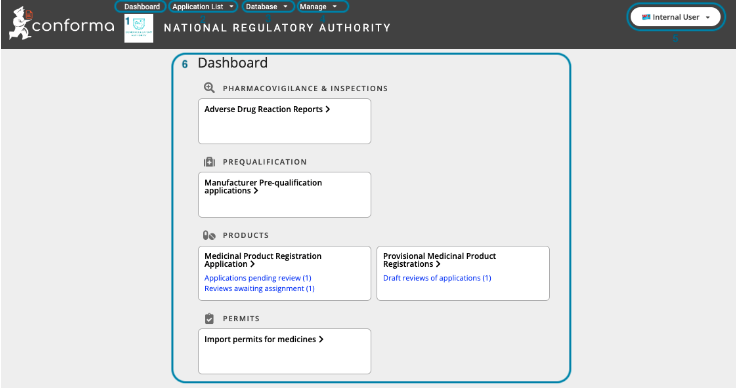 conforma
1
Dashboard
Application List
Database
Manage
Internal User
5
NATIONAL REGULATORY AUTHORITY
6 Dashboard
PHARMACOVIGILANCE & INSPECTIONS
Adverse Drug Reaction Reports
PREQUALIFICATION
Manufacturer Pre-qualification
applications
PRODUCTS
Medicinal Product Registration
Application
Applications pending review (1)
Reviews awaiting assignment (1)
Provisional Medicinal Product
Registrations
Draft reviews of applications (1)
PERMITS
Import permits for medicines